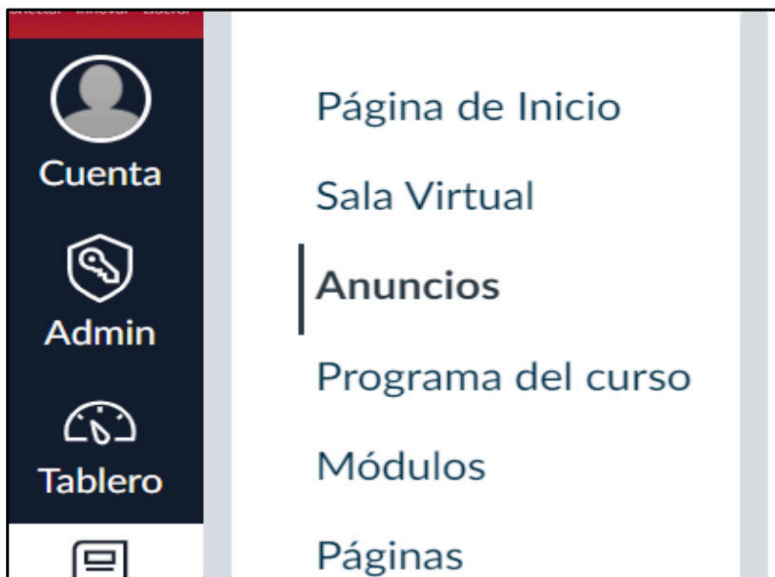 Cuenta
Admin
Tablero
Página de Inicio
Sala Virtual
Anuncios
Programa del curso
Módulos
Páginas